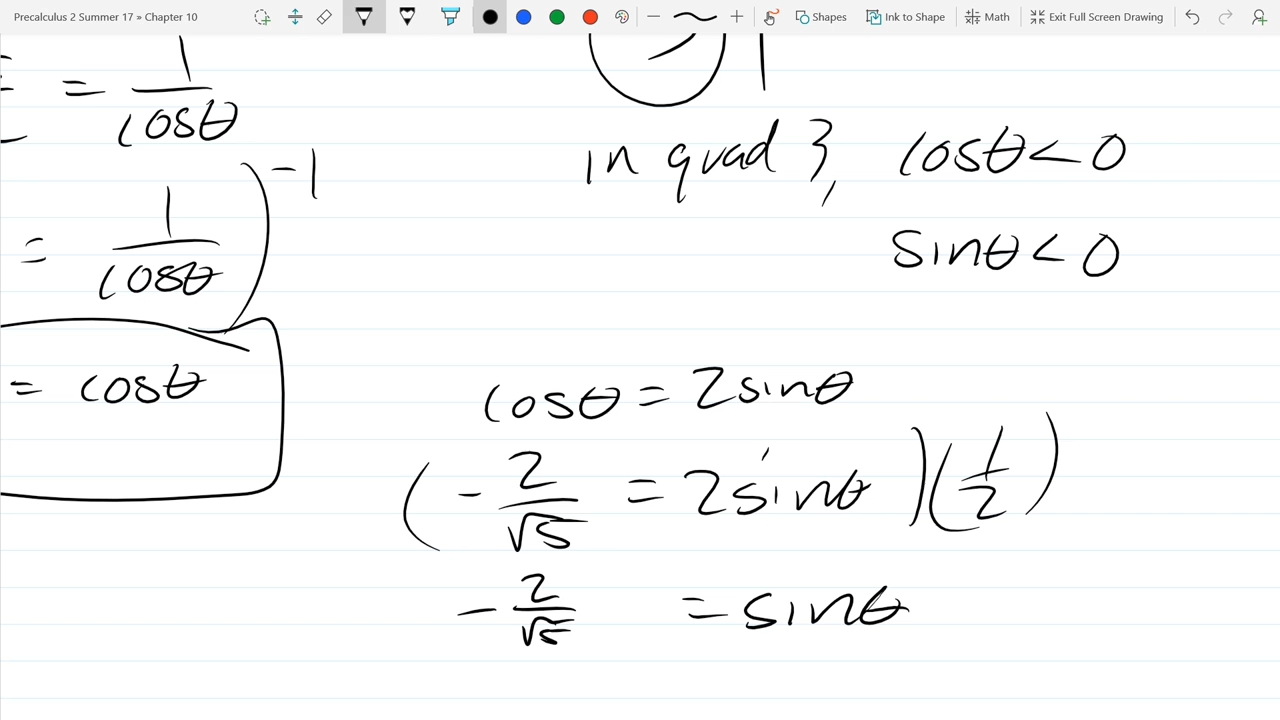 Precalculus 2 Summer 17 » Chapter 10
Shapes
Ink to Shape
Math
Exit Full Screen Drawing
= 1/cosθ
= 1/cosθ )^-1
= cosθ
in quad 3, cosθ < 0
sinθ < 0
cosθ = 2sinθ
( -2/√5 = 2sinθ )(1/2)
-2/√5 = sinθ